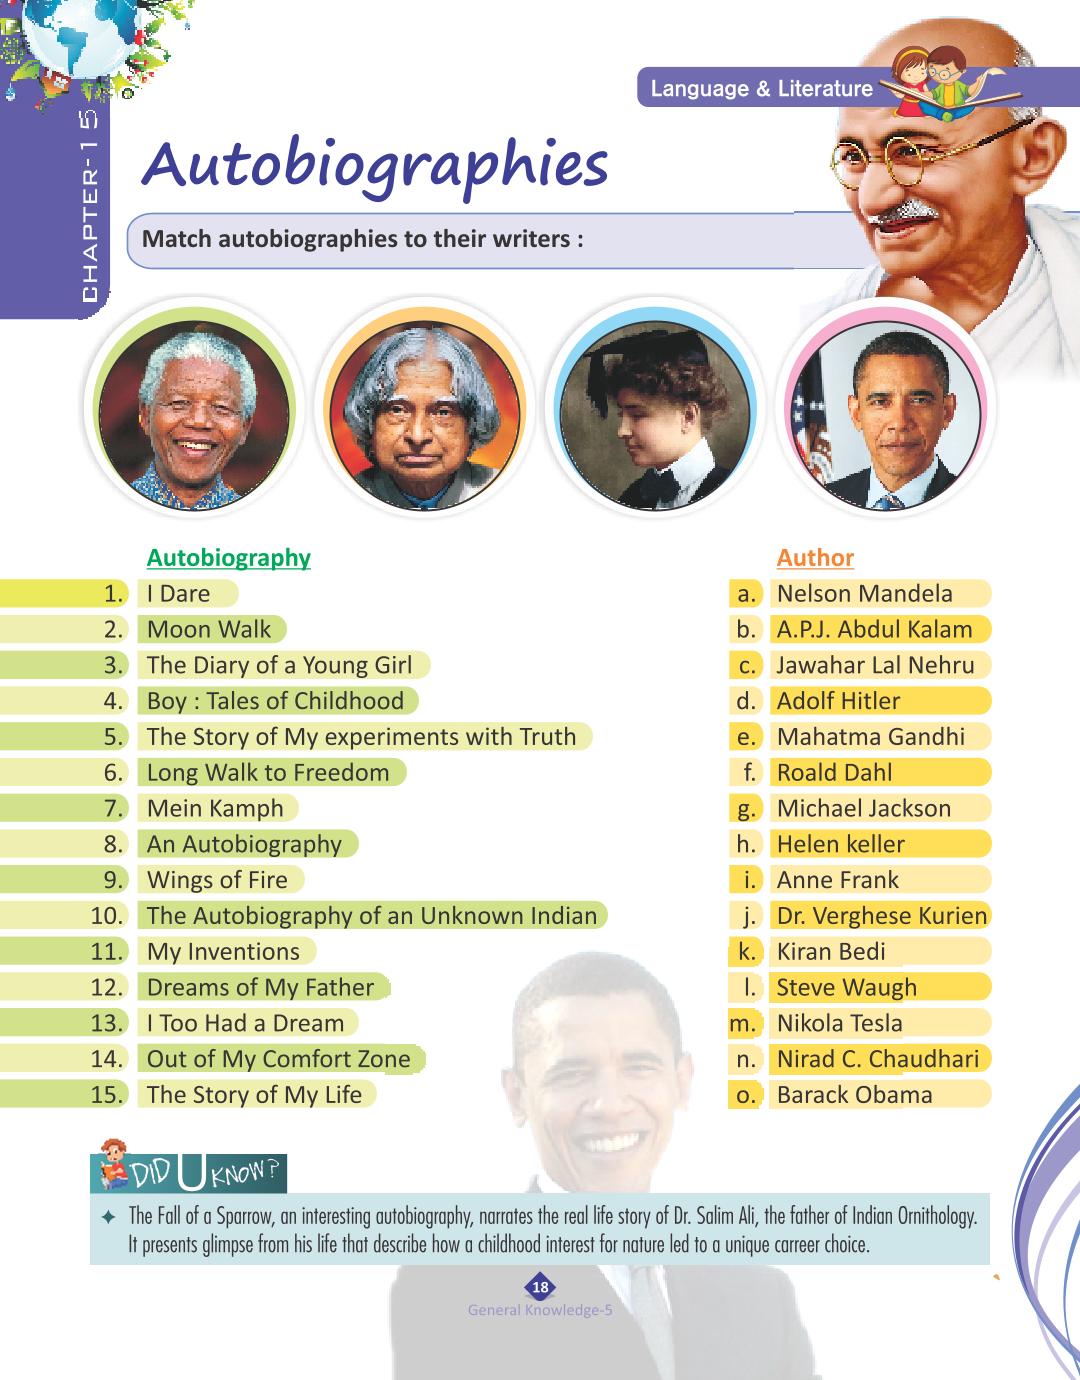 CHAPTER-15
Language & Literature
Autobiographies
Match autobiographies to their writers :
Autobiography Author
1. I Dare a. Nelson Mandela
2. Moon Walk b. A.P.J. Abdul Kalam
3. The Diary of a Young Girl c. Jawahar Lal Nehru
4. Boy : Tales of Childhood d. Adolf Hitler
5. The Story of My experiments with Truth e. Mahatma Gandhi
6. Long Walk to Freedom f. Roald Dahl
7. Mein Kamph g. Michael Jackson
8. An Autobiography h. Helen keller
9. Wings of Fire i. Anne Frank
10. The Autobiography of an Unknown Indian j. Dr. Verghese Kurien
11. My Inventions k. Kiran Bedi
12. Dreams of My Father l. Steve Waugh
13. I Too Had a Dream m. Nikola Tesla
14. Out of My Comfort Zone n. Nirad C. Chaudhari
15. The Story of My Life o. Barack Obama
DID U KNOW?
✦ The Fall of a Sparrow, an interesting autobiography, narrates the real life story of Dr. Salim Ali, the father of Indian Ornithology.
It presents glimpse from his life that describe how a childhood interest for nature led to a unique carreer choice.
18
General Knowledge-5